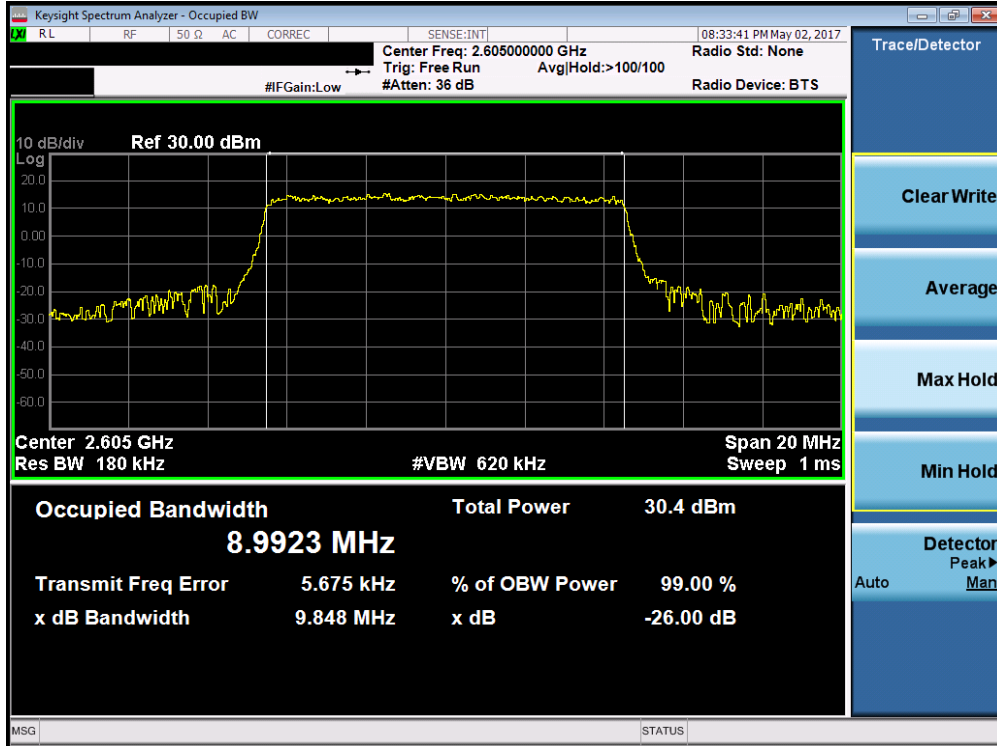 Keysight Spectrum Analyzer - Occupied BW
LXI RL RF 50 Ω AC CORREC SENSE:INT 08:33:41 PM May 02, 2017
Center Freq: 2.605000000 GHz Radio Std: None
Trig: Free Run Avg|Hold:>100/100
#IFGain:Low #Atten: 36 dB Radio Device: BTS
10 dB/div Ref 30.00 dBm
Log
20.0
10.0
0.00
-10.0
-20.0
-30.0
-40.0
-50.0
-60.0
Center 2.605 GHz Span 20 MHz
Res BW 180 kHz #VBW 620 kHz Sweep 1 ms
Occupied Bandwidth Total Power 30.4 dBm
8.9923 MHz
Transmit Freq Error 5.675 kHz % of OBW Power 99.00 %
x dB Bandwidth 9.848 MHz x dB -26.00 dB
Trace/Detector
Clear Write
Average
Max Hold
Min Hold
Detector
Peak▶
Auto Man
MSG STATUS